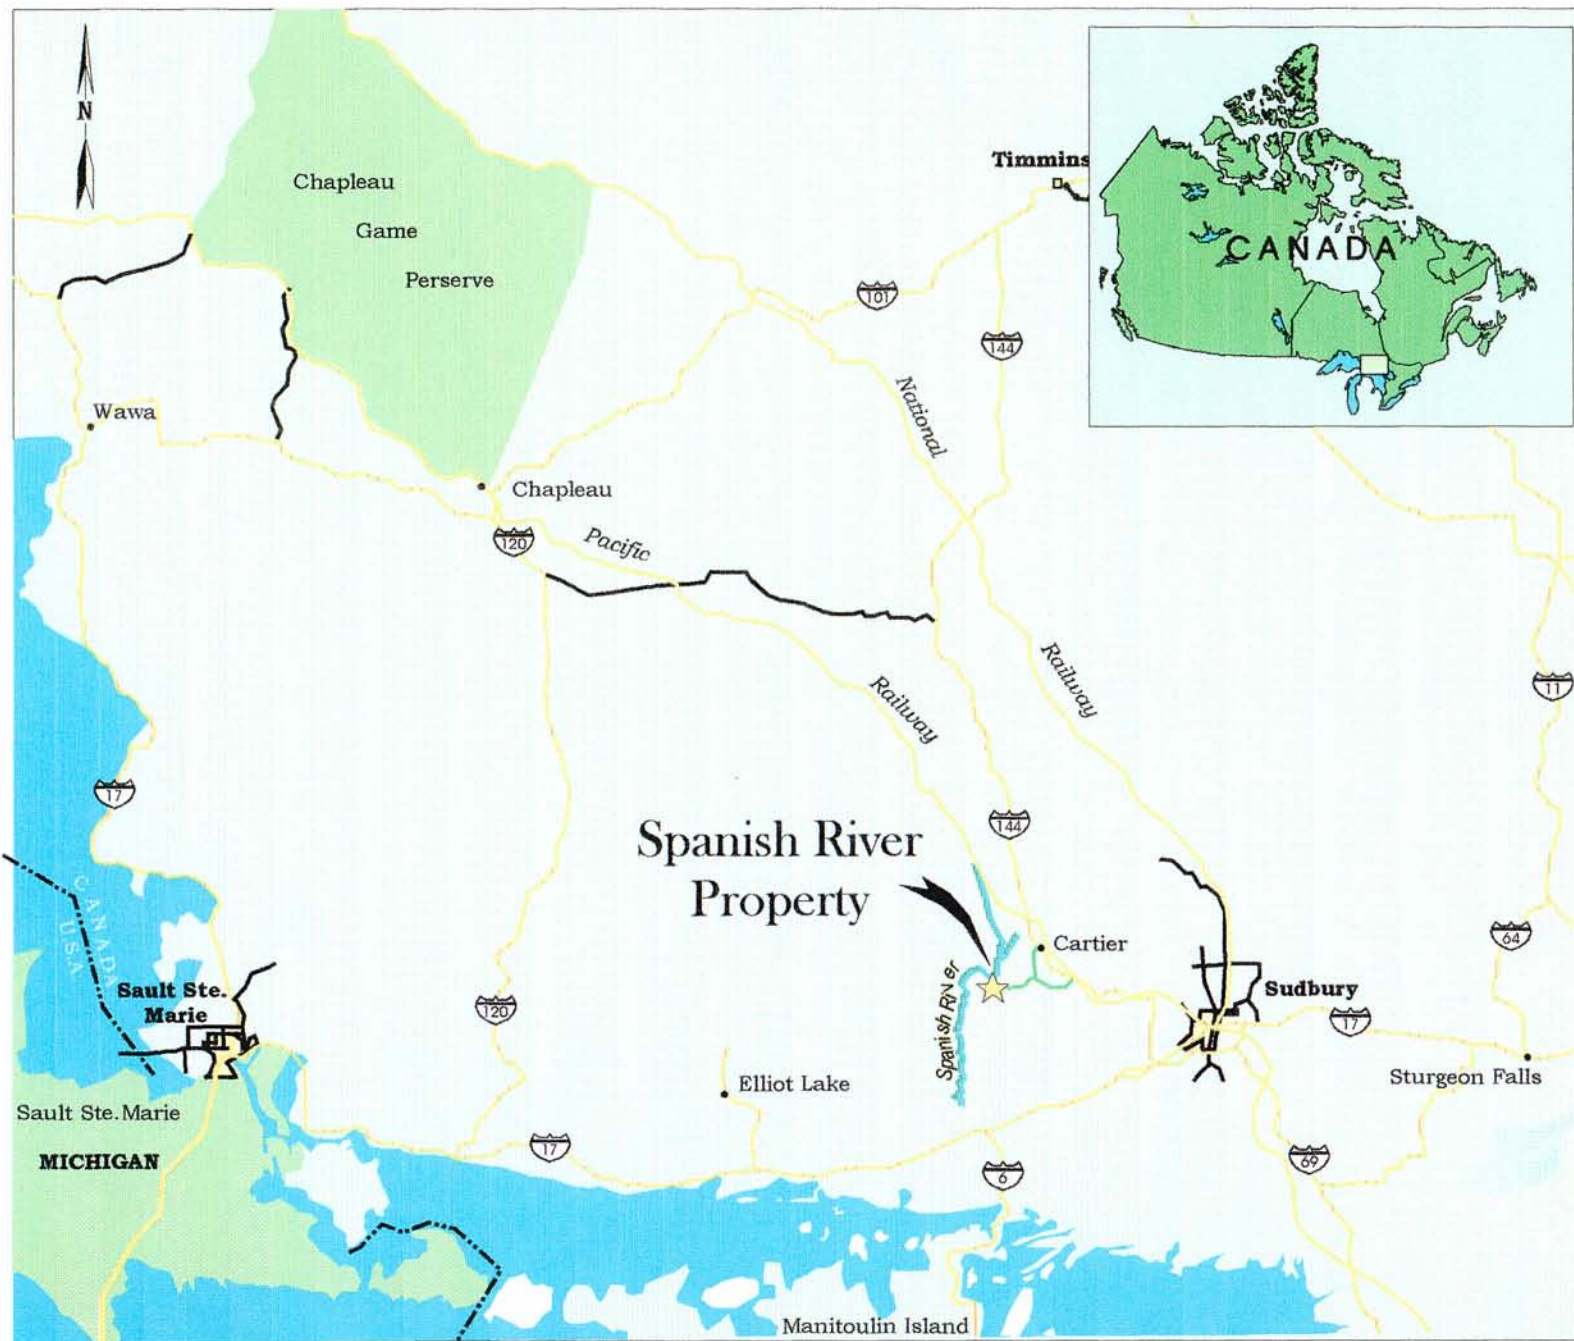 N
Chapleau
Game
Perserve
Timmins
CANADA
101
144
National
Wawa
Chapleau
120
Pacific
Railway
Railway
11
17
144
Spanish River
Property
CANADA
USA
Cartier
64
Sault Ste.
Marie
Spanish River
Sudbury
120
17
Elliot Lake
Sturgeon Falls
Sault Ste. Marie
17
MICHIGAN
69
6
Manitoulin Island